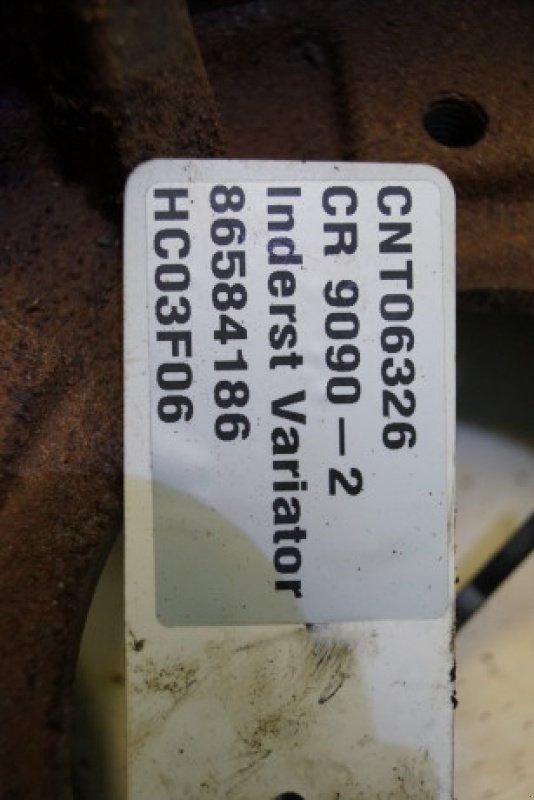 CNT06326
CR 9090 – 2
Inderst Variator
86584186
HC03F06